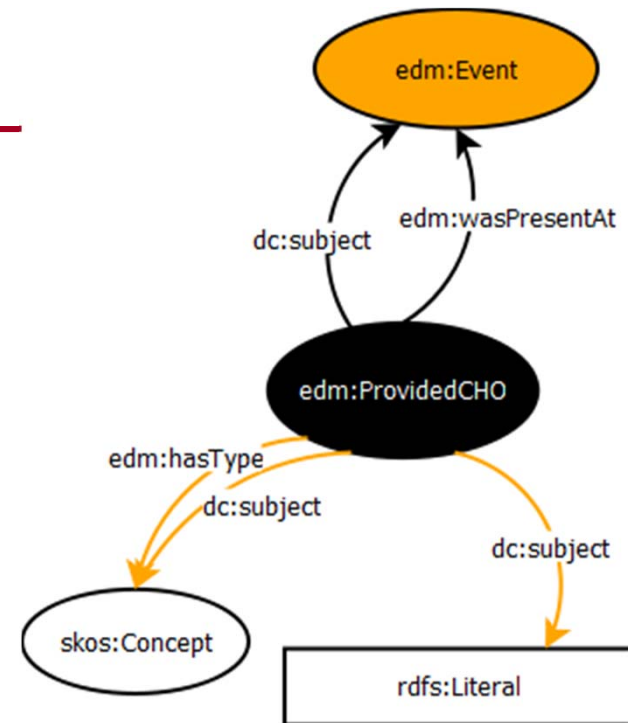 edm:Event
edm:wasPresentAt
dc:subject
edm:ProvidedCHO
edm:hasType
dc:subject
dc:subject
skos:Concept
rdfs:Literal